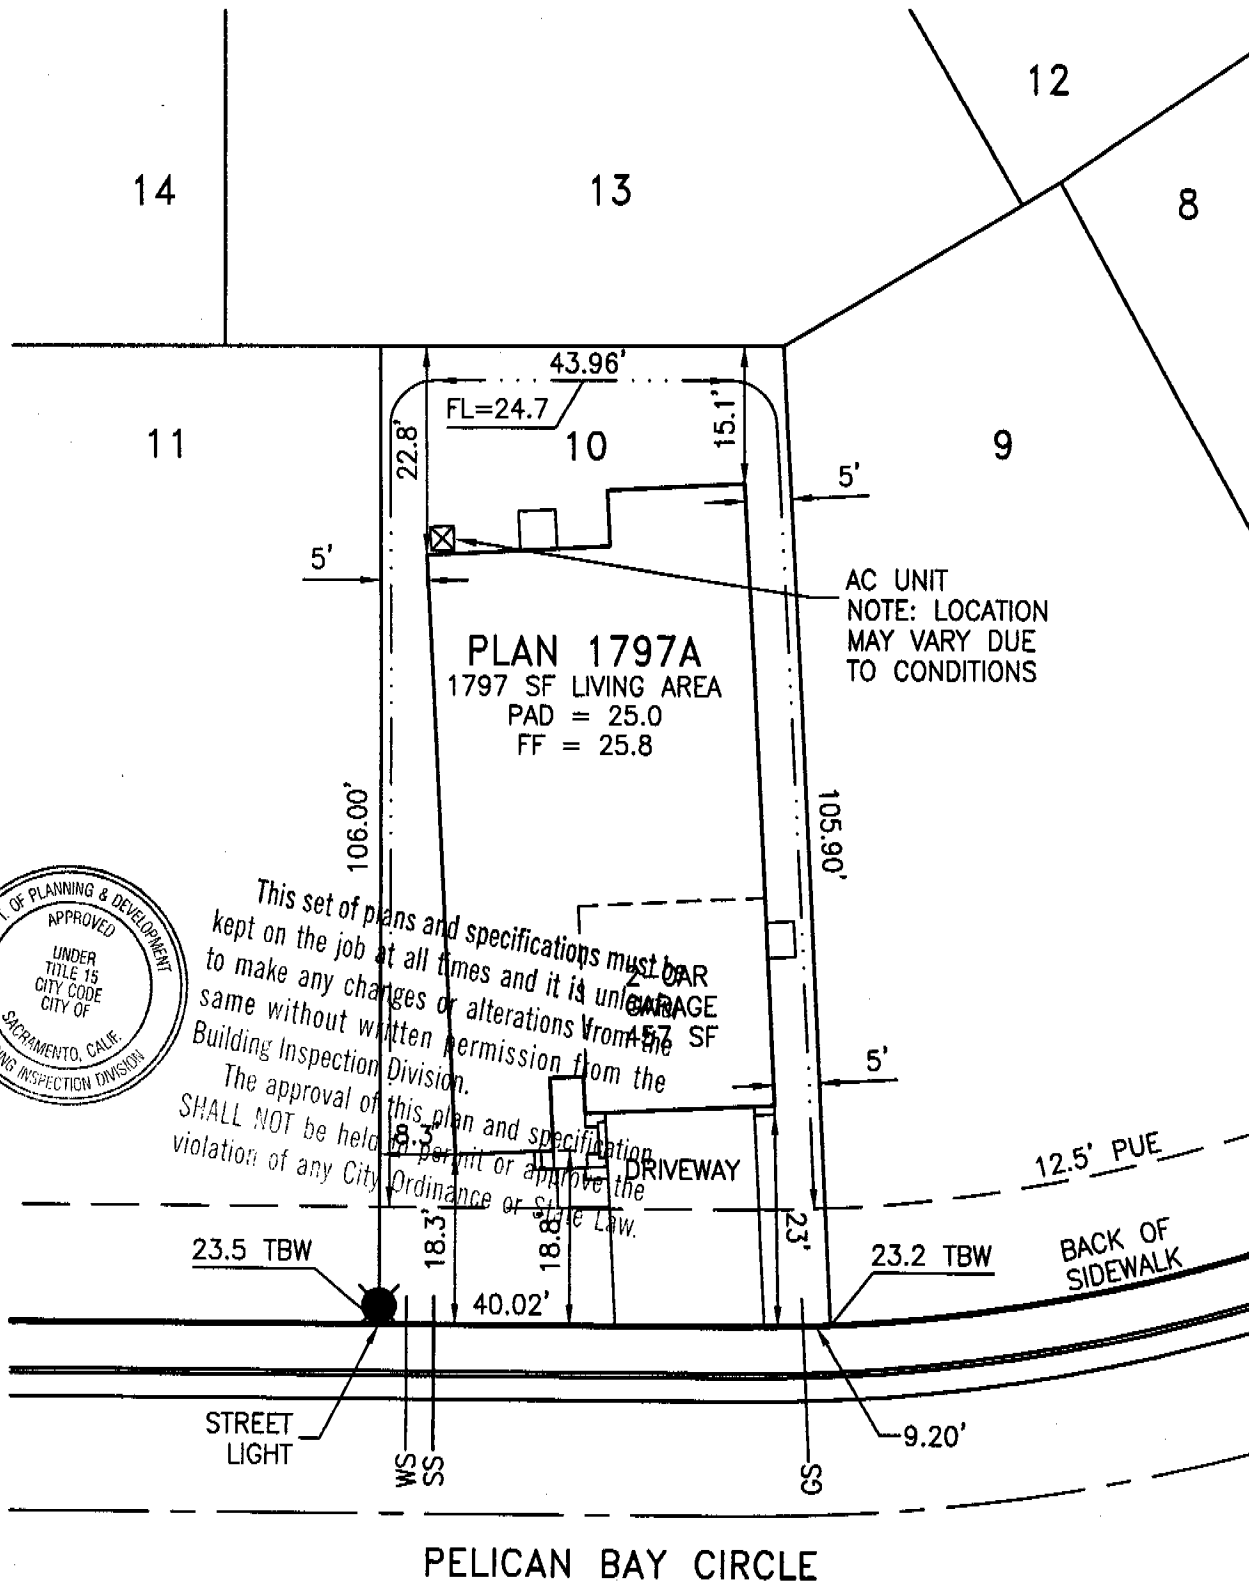 12
14
13
8
43.96'
FL=24.7
15.1'
22.8'
11
10
9
5'
5'
AC UNIT
NOTE: LOCATION
MAY VARY DUE
TO CONDITIONS
PLAN 1797A
1797 SF LIVING AREA
PAD = 25.0
FF = 25.8
106.00'
105.90'
OF PLANNING & DEVELOPMENT
APPROVED
UNDER
TITLE 15
CITY CODE
CITY OF
SACRAMENTO, CALIF.
INSPECTION DIVISION
This set of plans and specifications must be
kept on the job at all times and it is
to make any changes or alterations from the
same without written permission from the
Building Inspection Division.
The approval of this plan and specification
SHALL NOT be held permit or approve the
violation of any City Ordinance or State Law.
2-CAR
GARAGE
457 SF
5'
8.3'
DRIVEWAY
12.5' PUE
18.3'
18.8'
23'
23.5 TBW
23.2 TBW
BACK OF
SIDEWALK
40.02'
STREET
LIGHT
WS
SS
GS
9.20'
PELICAN BAY CIRCLE